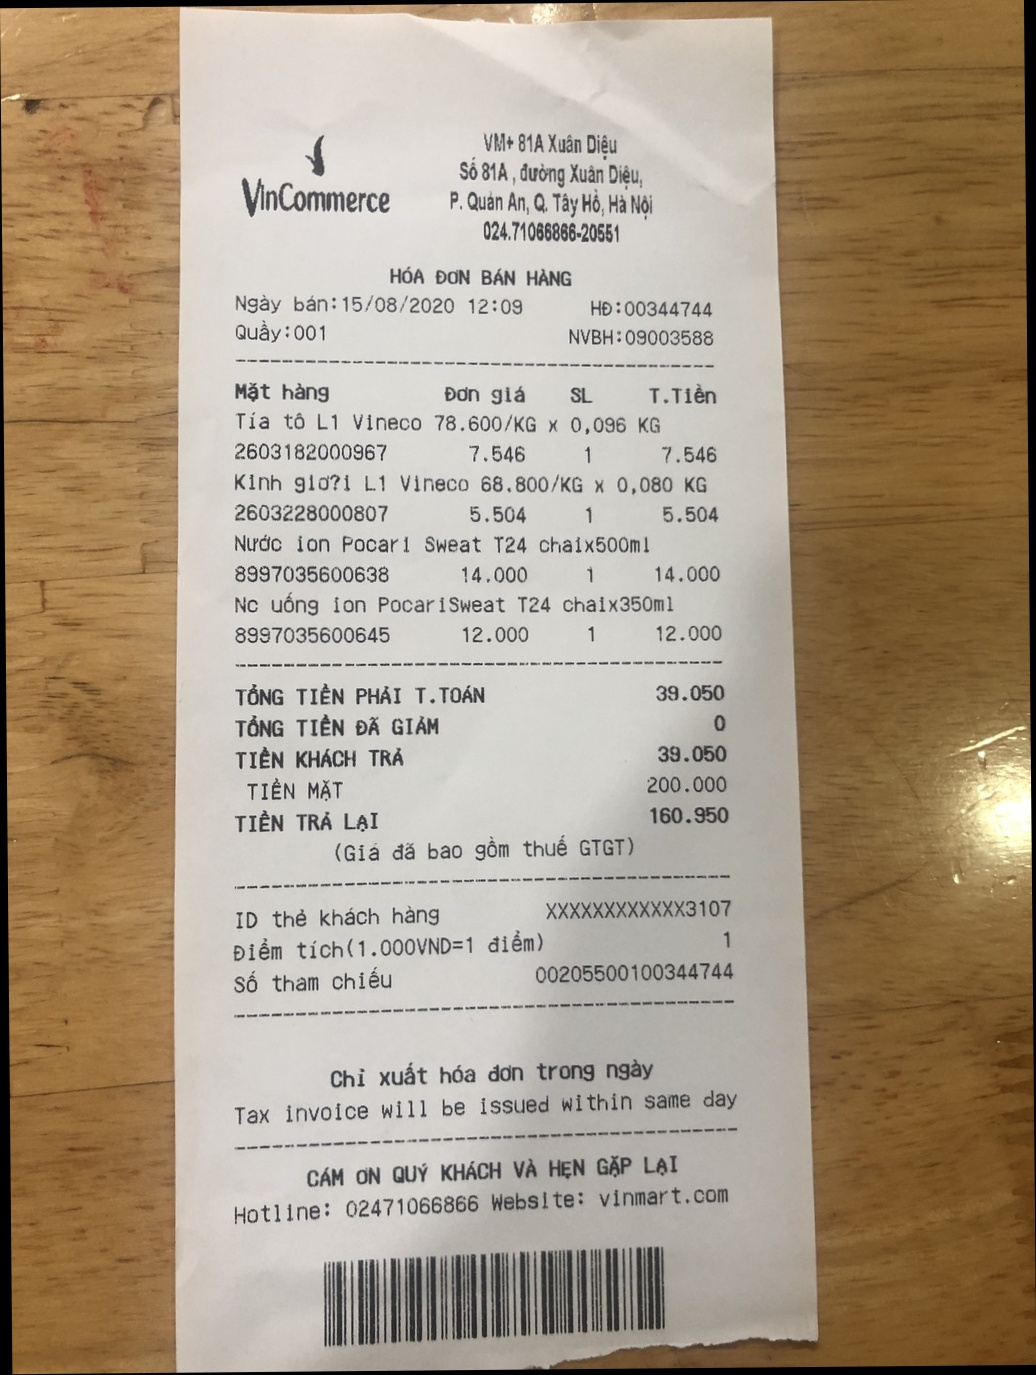 VinCommerce
VM+ 81A Xuân Diệu
Số 81A , đường Xuân Diệu,
P. Quản An, Q. Tây Hồ, Hà Nội
024.71066866-20551
HÓA ĐƠN BÁN HÀNG
Ngày bán:15/08/2020 12:09 HĐ:00344744
Quầy:001 NVBH:09003588
Mặt hàng Đơn giá SL T.Tiền
Tía tô L1 Vineco 78.600/KG x 0,096 KG
2603182000967 7.546 1 7.546
Kinh giơ?i L1 Vineco 68.800/KG x 0,080 KG
2603228000807 5.504 1 5.504
Nước ion Pocari Sweat T24 chaix500ml
8997035600638 14.000 1 14.000
Nc uống ion PocariSweat T24 chaix350ml
8997035600645 12.000 1 12.000
TỔNG TIỀN PHẢI T.TOÁN 39.050
TỔNG TIỀN ĐÃ GIẢM 0
TIỀN KHÁCH TRẢ 39.050
TIỀN MẶT 200.000
TIỀN TRẢ LẠI 160.950
(Giá đã bao gồm thuế GTGT)
ID thẻ khách hàng XXXXXXXXXXXX3107
Điểm tích(1.000VND=1 điểm) 1
Số tham chiếu 00205500100344744
Chỉ xuất hóa đơn trong ngày
Tax invoice will be issued within same day
CẢM ƠN QUÝ KHÁCH VÀ HẸN GẶP LẠI
Hotline: 02471066866 Website: vinmart.com